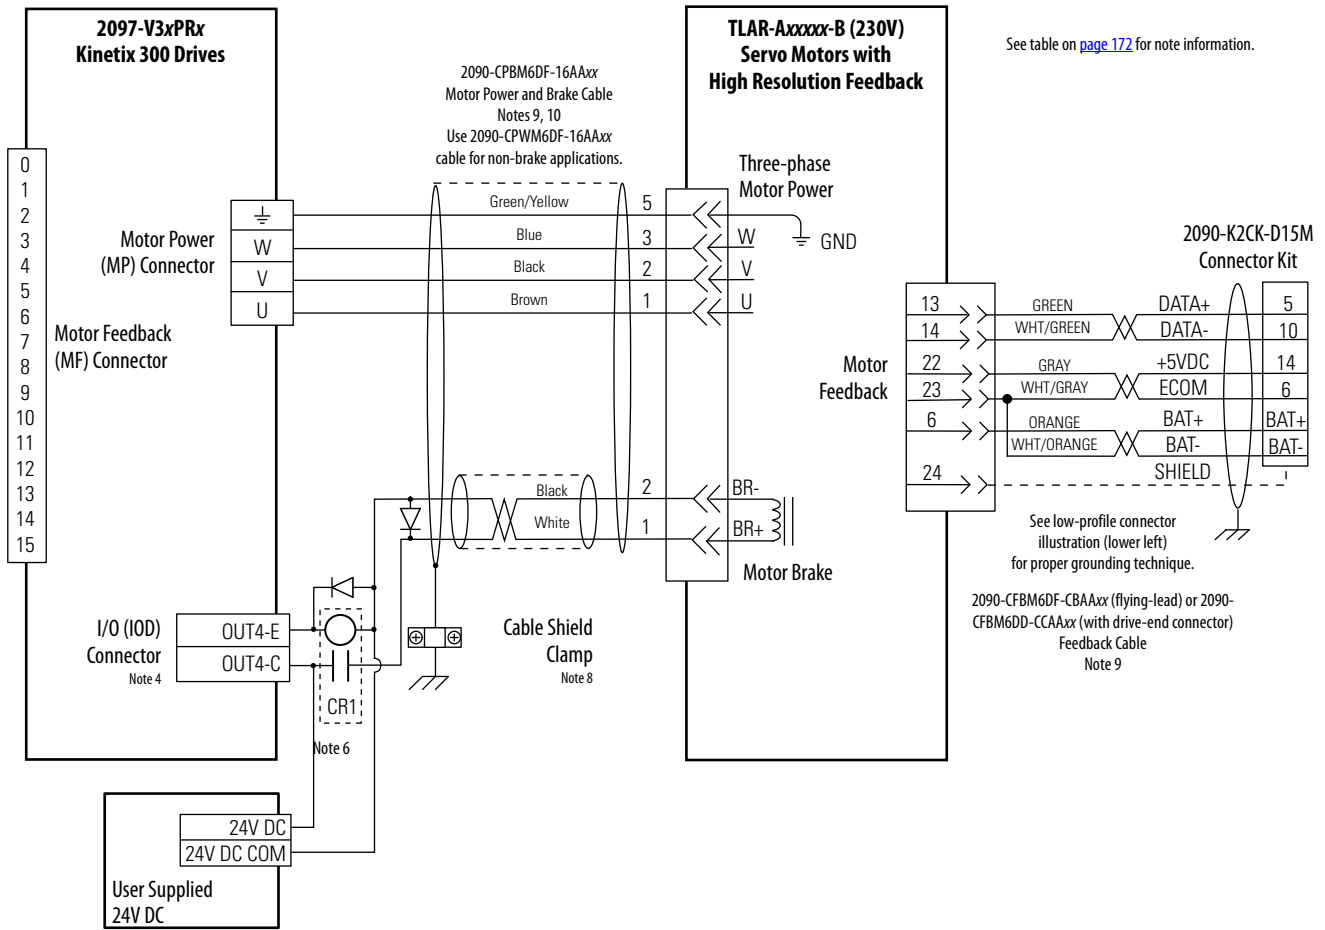 2097-V3xPRx
Kinetix 300 Drives
TLAR-Axxxxx-B (230V)
Servo Motors with
High Resolution Feedback
See table on page 172 for note information.
2090-CPBM6DF-16AAxx
Motor Power and Brake Cable
Notes 9, 10
Use 2090-CPWM6DF-16AAxx
cable for non-brake applications.
0
1
2
3
4
5
6
7
8
9
10
11
12
13
14
15
Motor Feedback
(MF) Connector
Motor Power
(MP) Connector
W
V
U
Green/Yellow
Blue
Black
Brown
5
3
2
1
Three-phase
Motor Power
GND
W
V
U
Black
White
2
1
BR-
BR+
Motor Brake
Motor
Feedback
13
14
22
23
6
24
GREEN
WHT/GREEN
GRAY
WHT/GRAY
ORANGE
WHT/ORANGE
DATA+
DATA-
+5VDC
ECOM
BAT+
BAT-
SHIELD
2090-K2CK-D15M
Connector Kit
5
10
14
6
BAT+
BAT-
See low-profile connector
illustration (lower left)
for proper grounding technique.
2090-CFBM6DF-CBAAxx (flying-lead) or 2090-
CFBM6DD-CCAAxx (with drive-end connector)
Feedback Cable
Note 9
I/O (IOD)
Connector
Note 4
OUT4-E
OUT4-C
CR1
Note 6
Cable Shield
Clamp
Note 8
24V DC
24V DC COM
User Supplied
24V DC